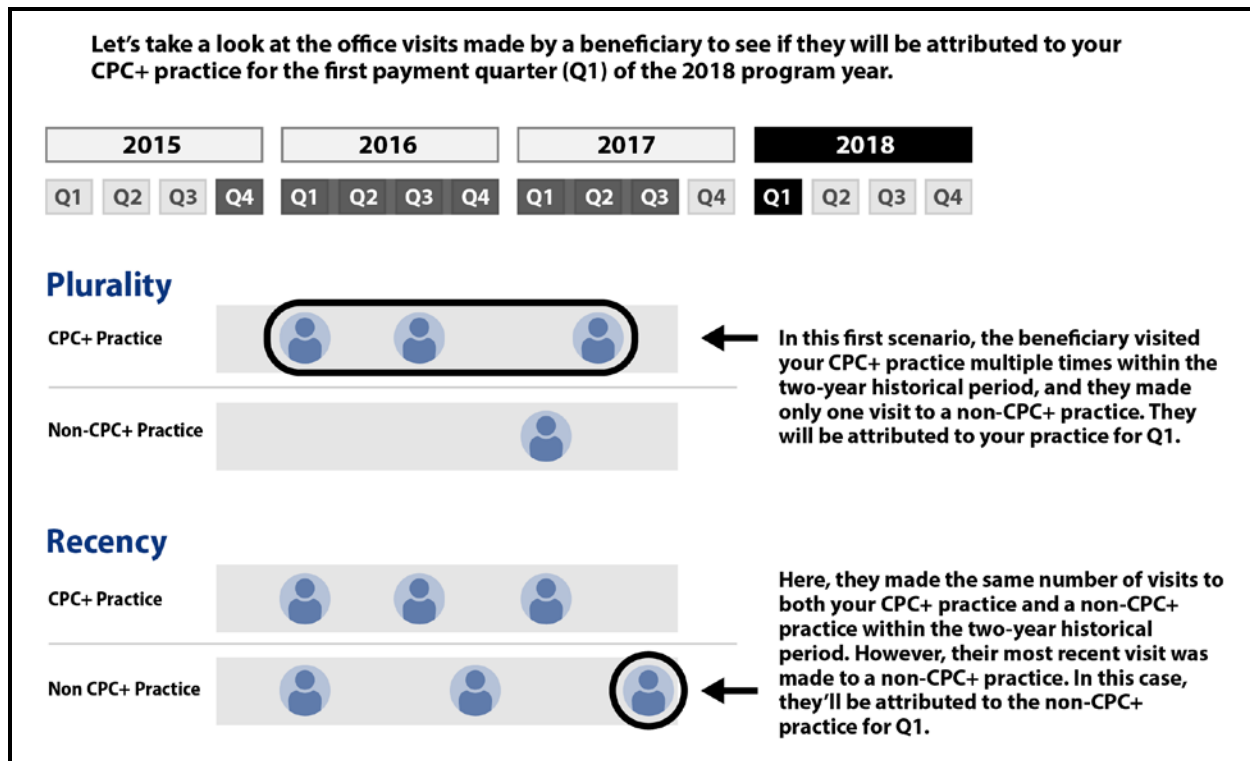 Let's take a look at the office visits made by a beneficiary to see if they will be attributed to your
CPC+ practice for the first payment quarter (Q1) of the 2018 program year.
2015 2016 2017 2018
Q1 Q2 Q3 Q4 Q1 Q2 Q3 Q4 Q1 Q2 Q3 Q4 Q1 Q2 Q3 Q4
Plurality
CPC+ Practice
Non-CPC+ Practice
In this first scenario, the beneficiary visited
your CPC+ practice multiple times within the
two-year historical period, and they made
only one visit to a non-CPC+ practice. They
will be attributed to your practice for Q1.
Recency
CPC+ Practice
Non CPC+ Practice
Here, they made the same number of visits to
both your CPC+ practice and a non-CPC+
practice within the two-year historical
period. However, their most recent visit was
made to a non-CPC+ practice. In this case,
they'll be attributed to the non-CPC+
practice for Q1.